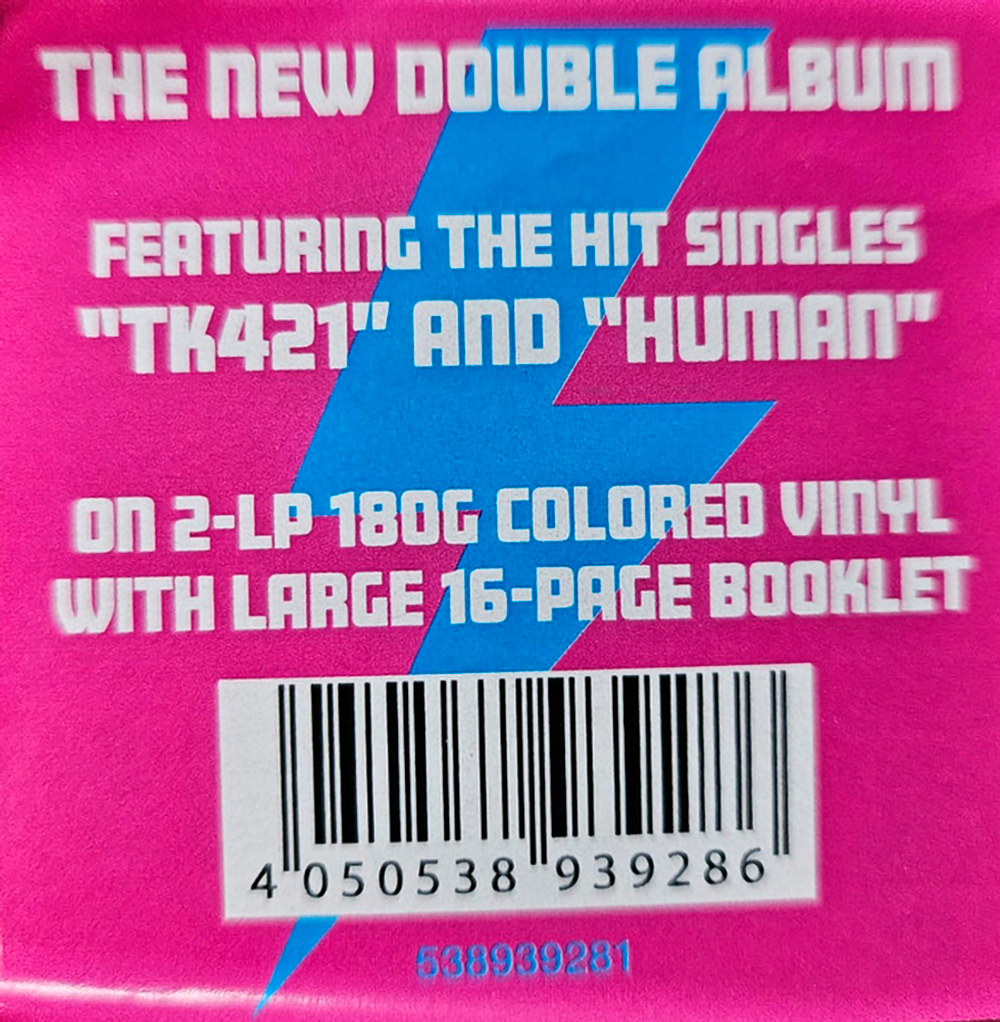 THE NEW DOUBLE ALBUM
FEATURING THE HIT SINGLES
"TK421" AND "HUMAN"
ON 2-LP 180G COLORED VINYL
WITH LARGE 16-PAGE BOOKLET
4 050538 939286
538939281